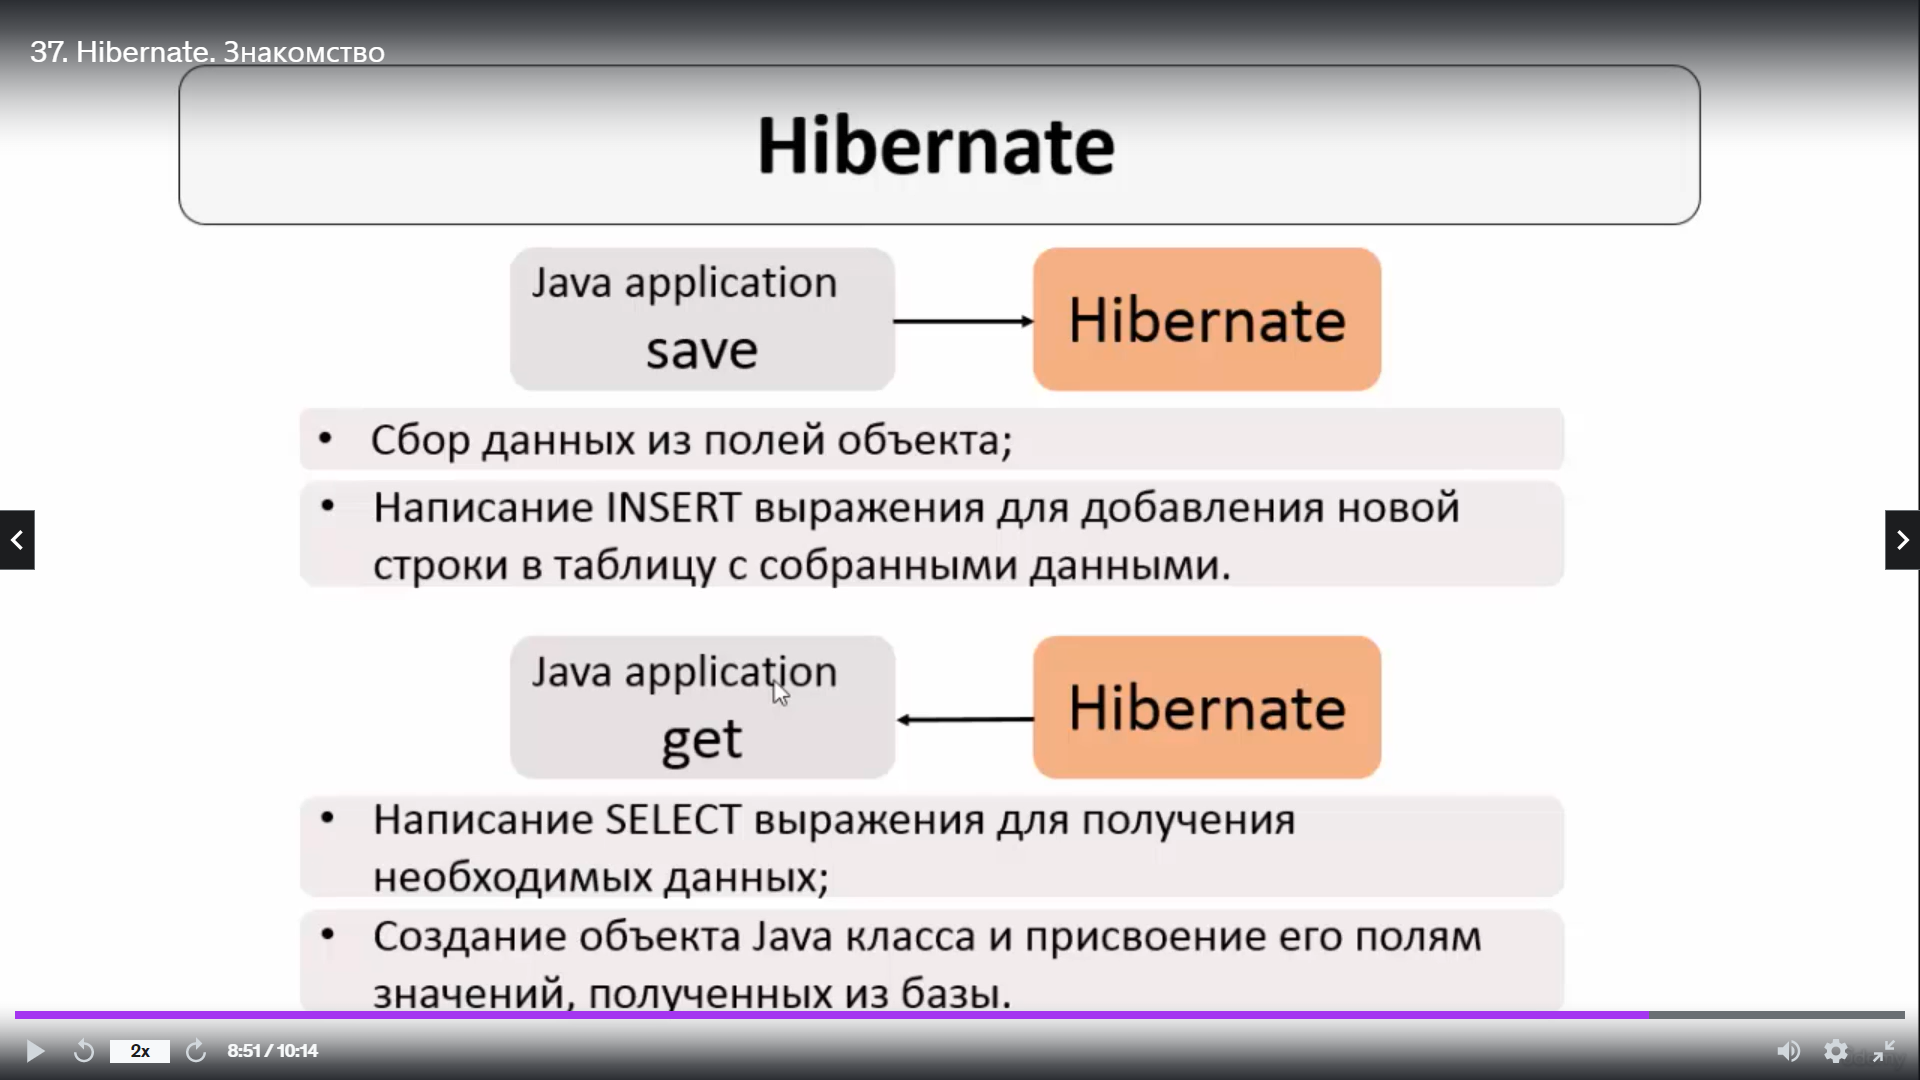 37. Hibernate. Знакомство
Hibernate
Java application
save
Hibernate
• Сбор данных из полей объекта;
• Написание INSERT выражения для добавления новой
строки в таблицу с собранными данными.
Java application
get
Hibernate
• Написание SELECT выражения для получения
необходимых данных;
• Создание объекта Java класса и присвоение его полям
значений, полученных из базы.
2x
8:51 / 10:14